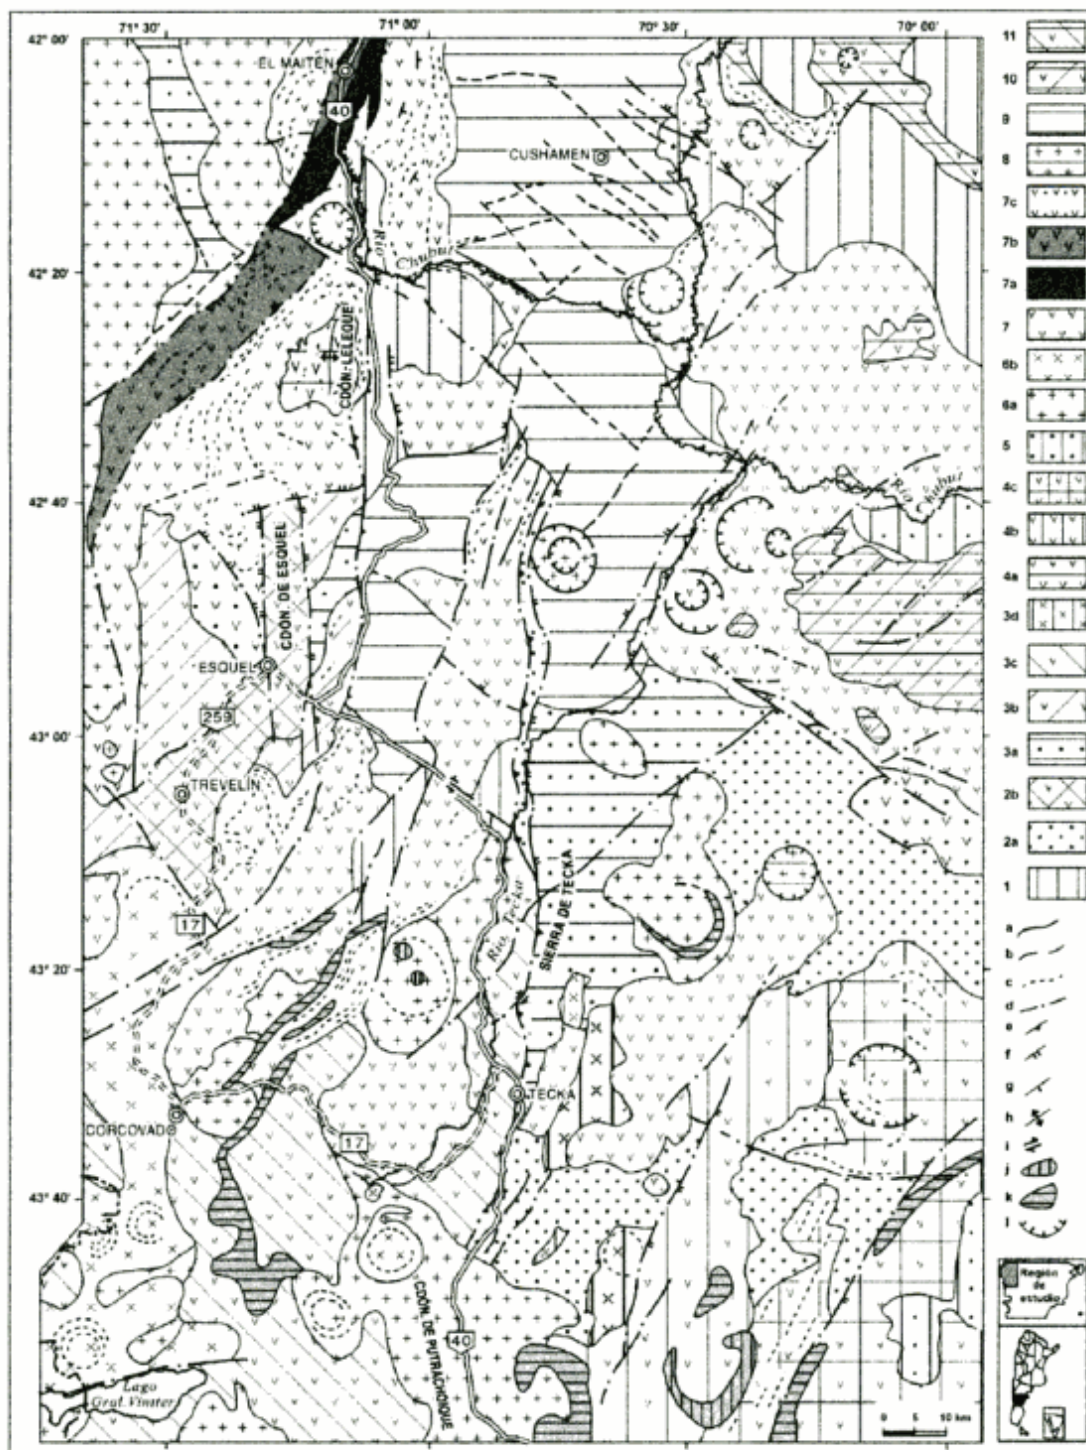 71° 30'
71° 00'
70° 30'
70° 00'
42° 00'
EL MAITEN
40
CUSHAMEN
Río
Chubut
42° 20'
CDÓN. LELEQUE
42° 40'
Río Chubut
CDÓN. DE ESQUEL
ESQUEL
259
43° 00'
TREVELÍN
17
Río Tecka
SIERRA DE TECKA
43° 20'
TECKA
CORCOVADO
17
43° 40'
CDÓN. DE PUTRACHOIQUE
40
Lago
Gral. Vintter
0 5 10 km
11
10
9
8
7c
7b
7a
7
6b
6a
5
4c
4b
4a
3d
3c
3b
3a
2b
2a
1
a
b
c
d
e
f
g
h
i
j
k
l
Región
de
estudio